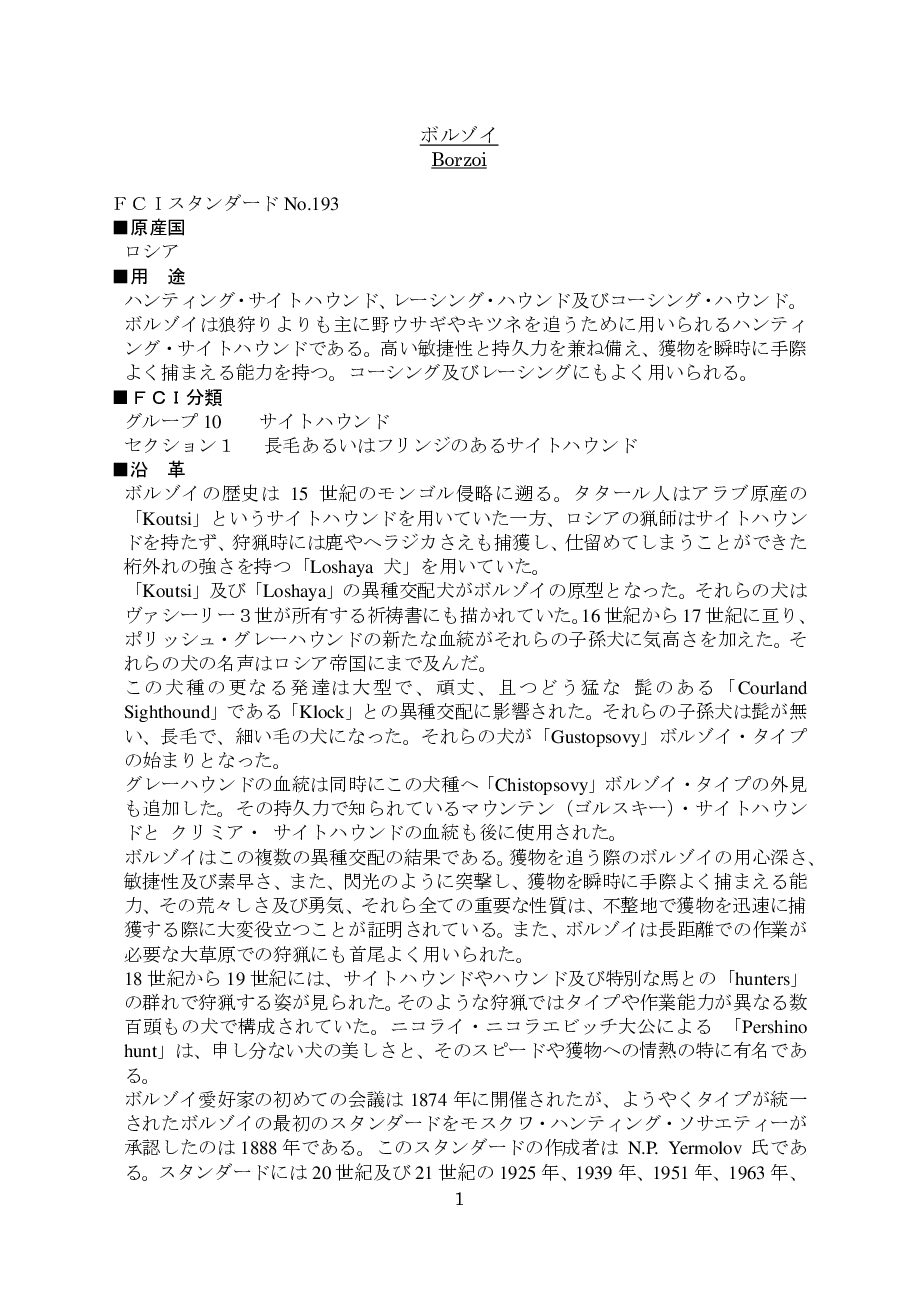 ボルゾイ
Borzoi
ＦＣＩスタンダード No.193
■原産国
ロシア
■用　途
ハンティング・サイトハウンド、レーシング・ハウンド及びコーシング・ハウンド。
ボルゾイは狼狩りよりも主に野ウサギやキツネを追うために用いられるハンティ
ング・サイトハウンドである。高い敏捷性と持久力を兼ね備え、獲物を瞬時に手際
よく捕まえる能力を持つ。コーシング及びレーシングにもよく用いられる。
■ＦＣＩ分類
グループ 10　　サイトハウンド
セクション１　 長毛あるいはフリンジのあるサイトハウンド
■沿　革
ボルゾイの歴史は 15 世紀のモンゴル侵略に遡る。タタール人はアラブ原産の
「Koutsi」というサイトハウンドを用いていた一方、ロシアの猟師はサイトハウン
ドを持たず、狩猟時には鹿やヘラジカさえも捕獲し、仕留めてしまうことができた
桁外れの強さを持つ「Loshaya 犬」を用いていた。
「Koutsi」及び「Loshaya」の異種交配犬がボルゾイの原型となった。それらの犬は
ヴァシーリー３世が所有する祈祷書にも描かれていた。16 世紀から 17 世紀に亘り、
ポリッシュ・グレーハウンドの新たな血統がそれらの子孫犬に気高さを加えた。そ
れらの犬の名声はロシア帝国にまで及んだ。
この犬種の更なる発達は大型で、頑丈、且つどう猛な 髭のある「Courland
Sighthound」である「Klock」との異種交配に影響された。それらの子孫犬は髭が無
い、長毛で、細い毛の犬になった。それらの犬が「Gustopsovy」ボルゾイ・タイプ
の始まりとなった。
グレーハウンドの血統は同時にこの犬種へ「Chistopsovy」ボルゾイ・タイプの外見
も追加した。その持久力で知られているマウンテン（ゴルスキー）・サイトハウン
ドと クリミア・ サイトハウンドの血統も後に使用された。
ボルゾイはこの複数の異種交配の結果である。獲物を追う際のボルゾイの用心深さ、
敏捷性及び素早さ、また、閃光のように突撃し、獲物を瞬時に手際よく捕まえる能
力、その荒々しさ及び勇気、それら全ての重要な性質は、不整地で獲物を迅速に捕
獲する際に大変役立つことが証明されている。また、ボルゾイは長距離での作業が
必要な大草原での狩猟にも首尾よく用いられた。
18 世紀から 19 世紀には、サイトハウンドやハウンド及び特別な馬との「hunters」
の群れで狩猟する姿が見られた。そのような狩猟ではタイプや作業能力が異なる数
百頭もの犬で構成されていた。ニコライ・ニコラエビッチ大公による 「Pershino
hunt」は、申し分ない犬の美しさと、そのスピードや獲物への情熱の特に有名であ
る。
ボルゾイ愛好家の初めての会議は 1874 年に開催されたが、ようやくタイプが統一
されたボルゾイの最初のスタンダードをモスクワ・ハンティング・ソサエティーが
承認したのは 1888 年である。このスタンダードの作成者は N.P. Yermolov 氏であ
る。スタンダードには 20 世紀及び 21 世紀の 1925 年、1939 年、1951 年、1963 年、
1